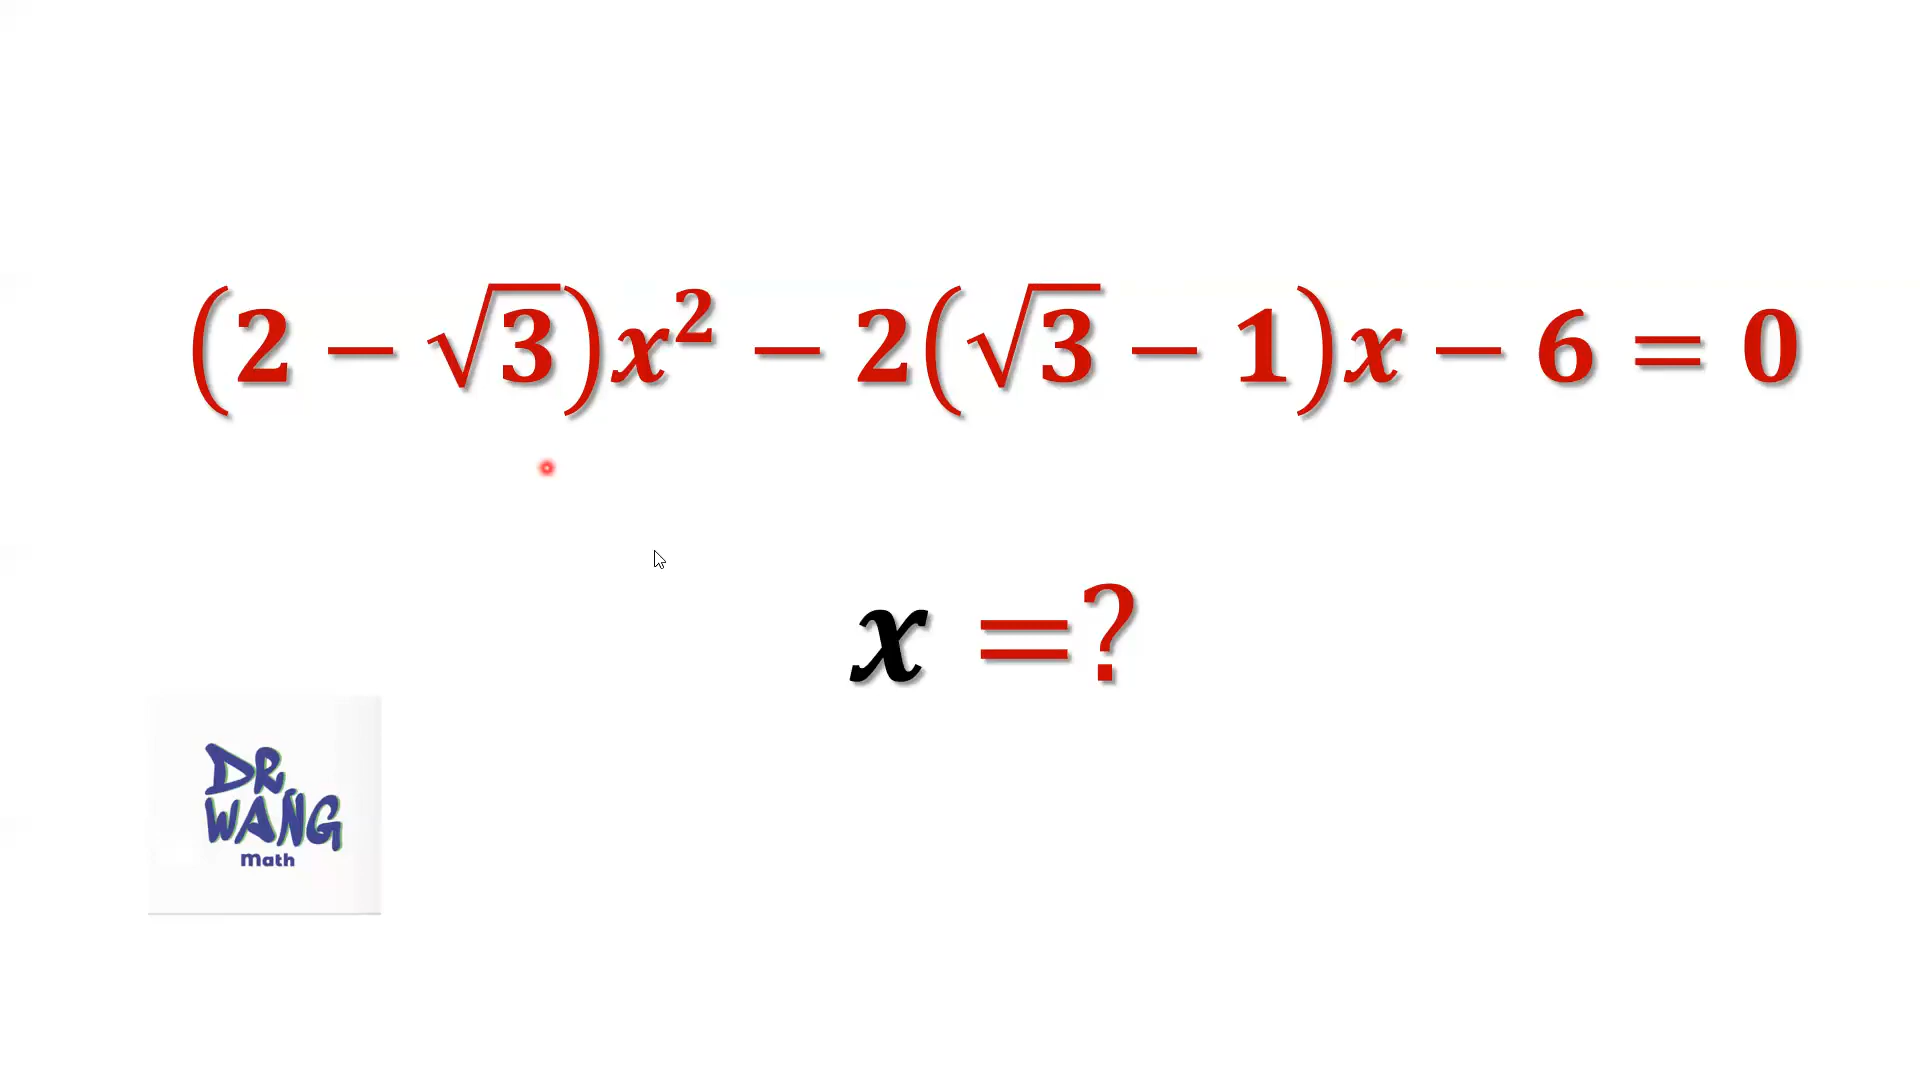 (2 − √3)x² − 2(√3 − 1)x − 6 = 0
x =?
DR
WANG
math